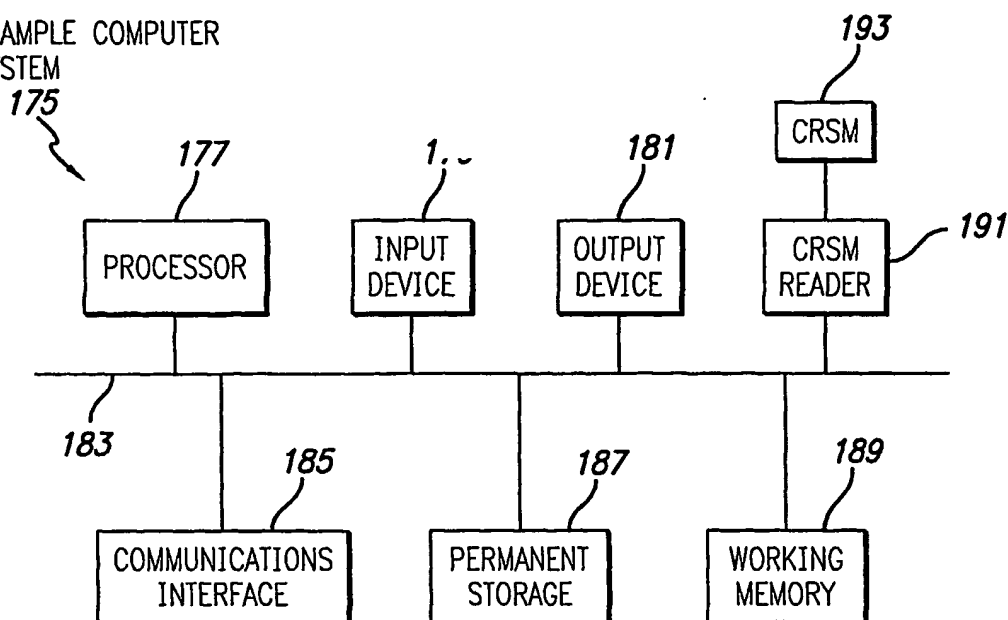 AMPLE COMPUTER
STEM
175
193
CRSM
177
181
PROCESSOR
INPUT
DEVICE
OUTPUT
DEVICE
CRSM
READER
191
183
185
187
189
COMMUNICATIONS
INTERFACE
PERMANENT
STORAGE
WORKING
MEMORY